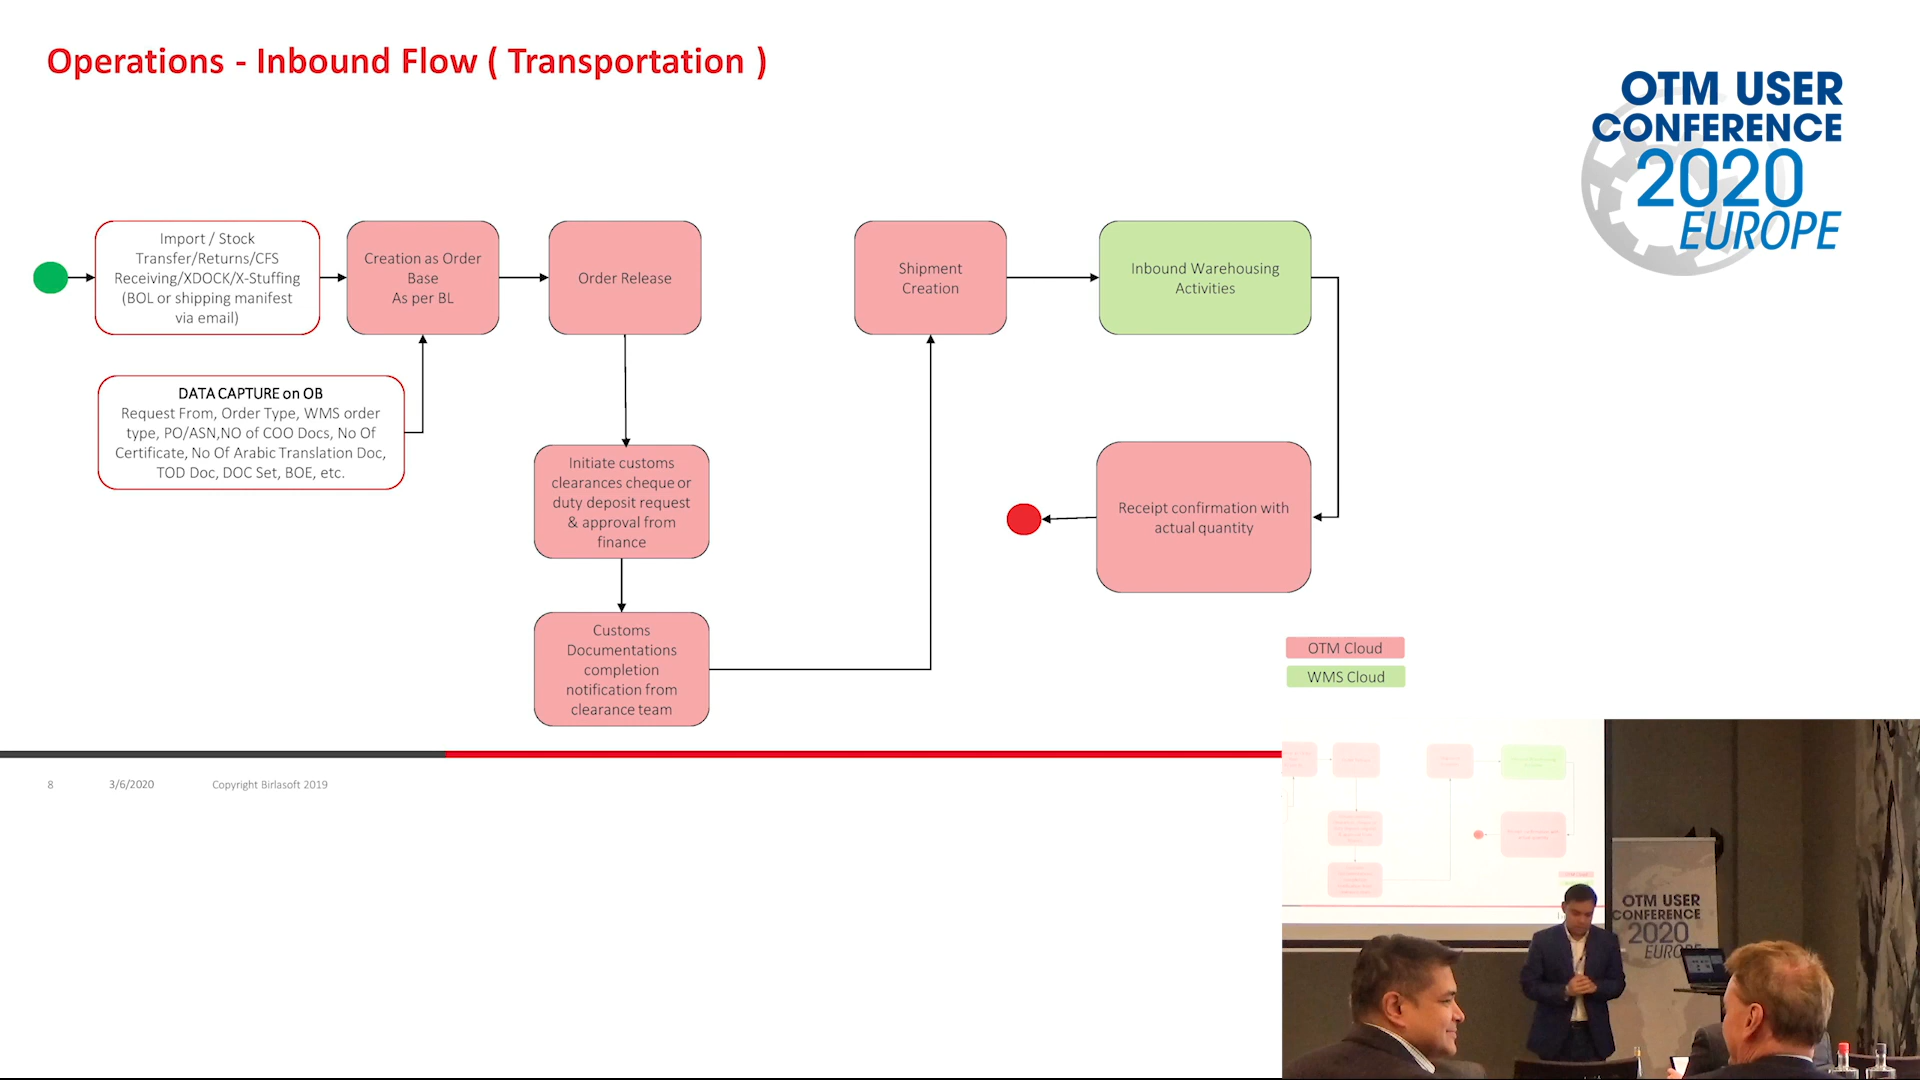 Operations - Inbound Flow ( Transportation )
OTM USER
CONFERENCE
2020
EUROPE
Import / Stock
Transfer/Returns/CFS
Receiving/XDOCK/X-Stuffing
(BOL or shipping manifest
via email)
Creation as Order
Base
As per BL
Order Release
Shipment
Creation
Inbound Warehousing
Activities
DATA CAPTURE on OB
Request From, Order Type, WMS order
type, PO/ASN,NO of COO Docs, No Of
Certificate, No Of Arabic Translation Doc,
TOD Doc, DOC Set, BOE, etc.
Initiate customs
clearances cheque or
duty deposit request
& approval from
finance
Receipt confirmation with
actual quantity
Customs
Documentations
completion
notification from
clearance team
OTM Cloud
WMS Cloud
8 3/6/2020 Copyright Birlasoft 2019
OTM USER
CONFERENCE
2020
EUROPE